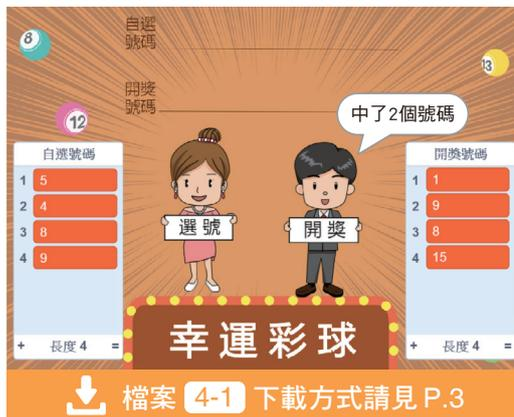 自選
號碼
8
13
開獎
號碼
12
中了2個號碼
自選號碼
1 5
2 4
3 8
4 9
+ 長度 4 =
選號
開獎
開獎號碼
1 1
2 9
3 8
4 15
+ 長度 4 =
幸運彩球
檔案 4-1 下載方式請見 P.3